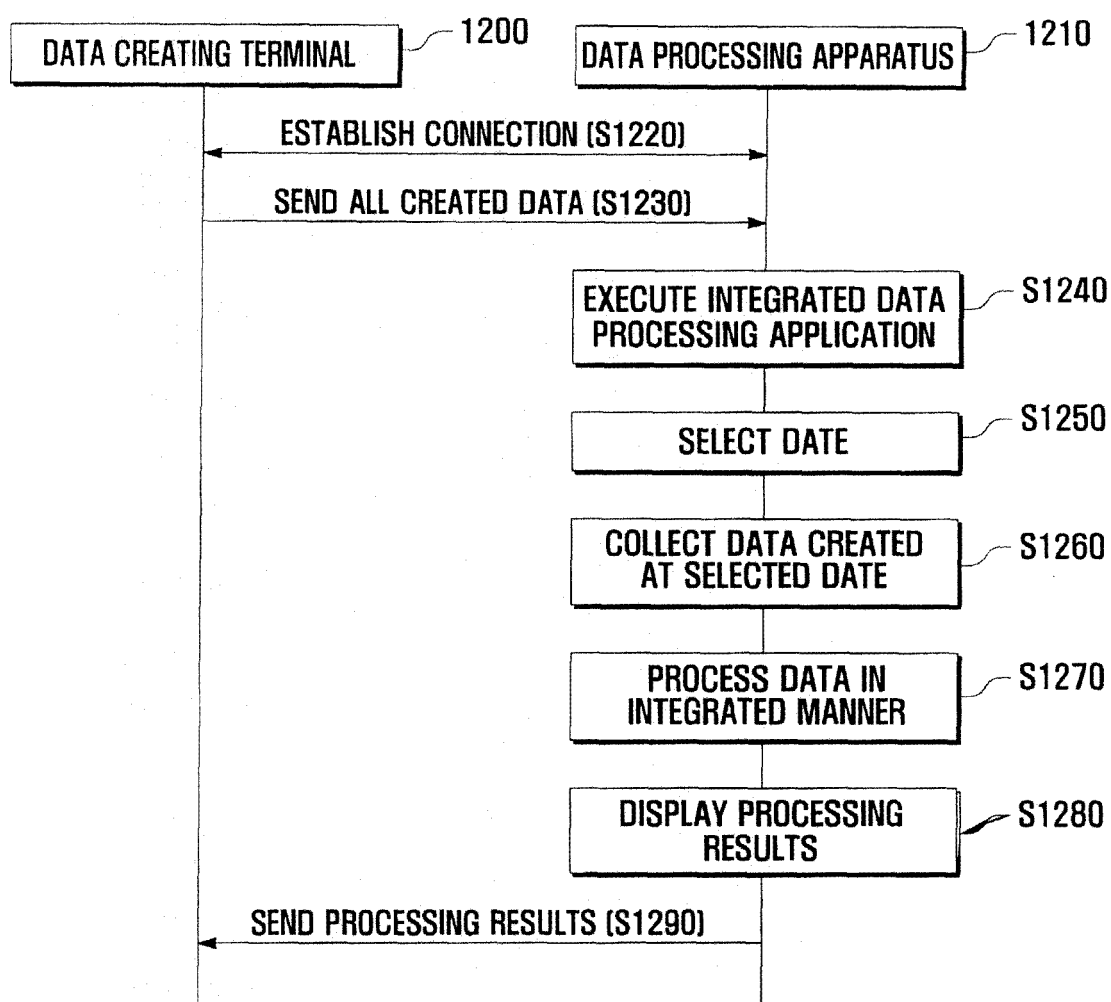 DATA CREATING TERMINAL
1200
DATA PROCESSING APPARATUS
1210
ESTABLISH CONNECTION (S1220)
SEND ALL CREATED DATA (S1230)
EXECUTE INTEGRATED DATA
PROCESSING APPLICATION
S1240
SELECT DATE
S1250
COLLECT DATA CREATED
AT SELECTED DATE
S1260
PROCESS DATA IN
INTEGRATED MANNER
S1270
DISPLAY PROCESSING
RESULTS
S1280
SEND PROCESSING RESULTS (S1290)